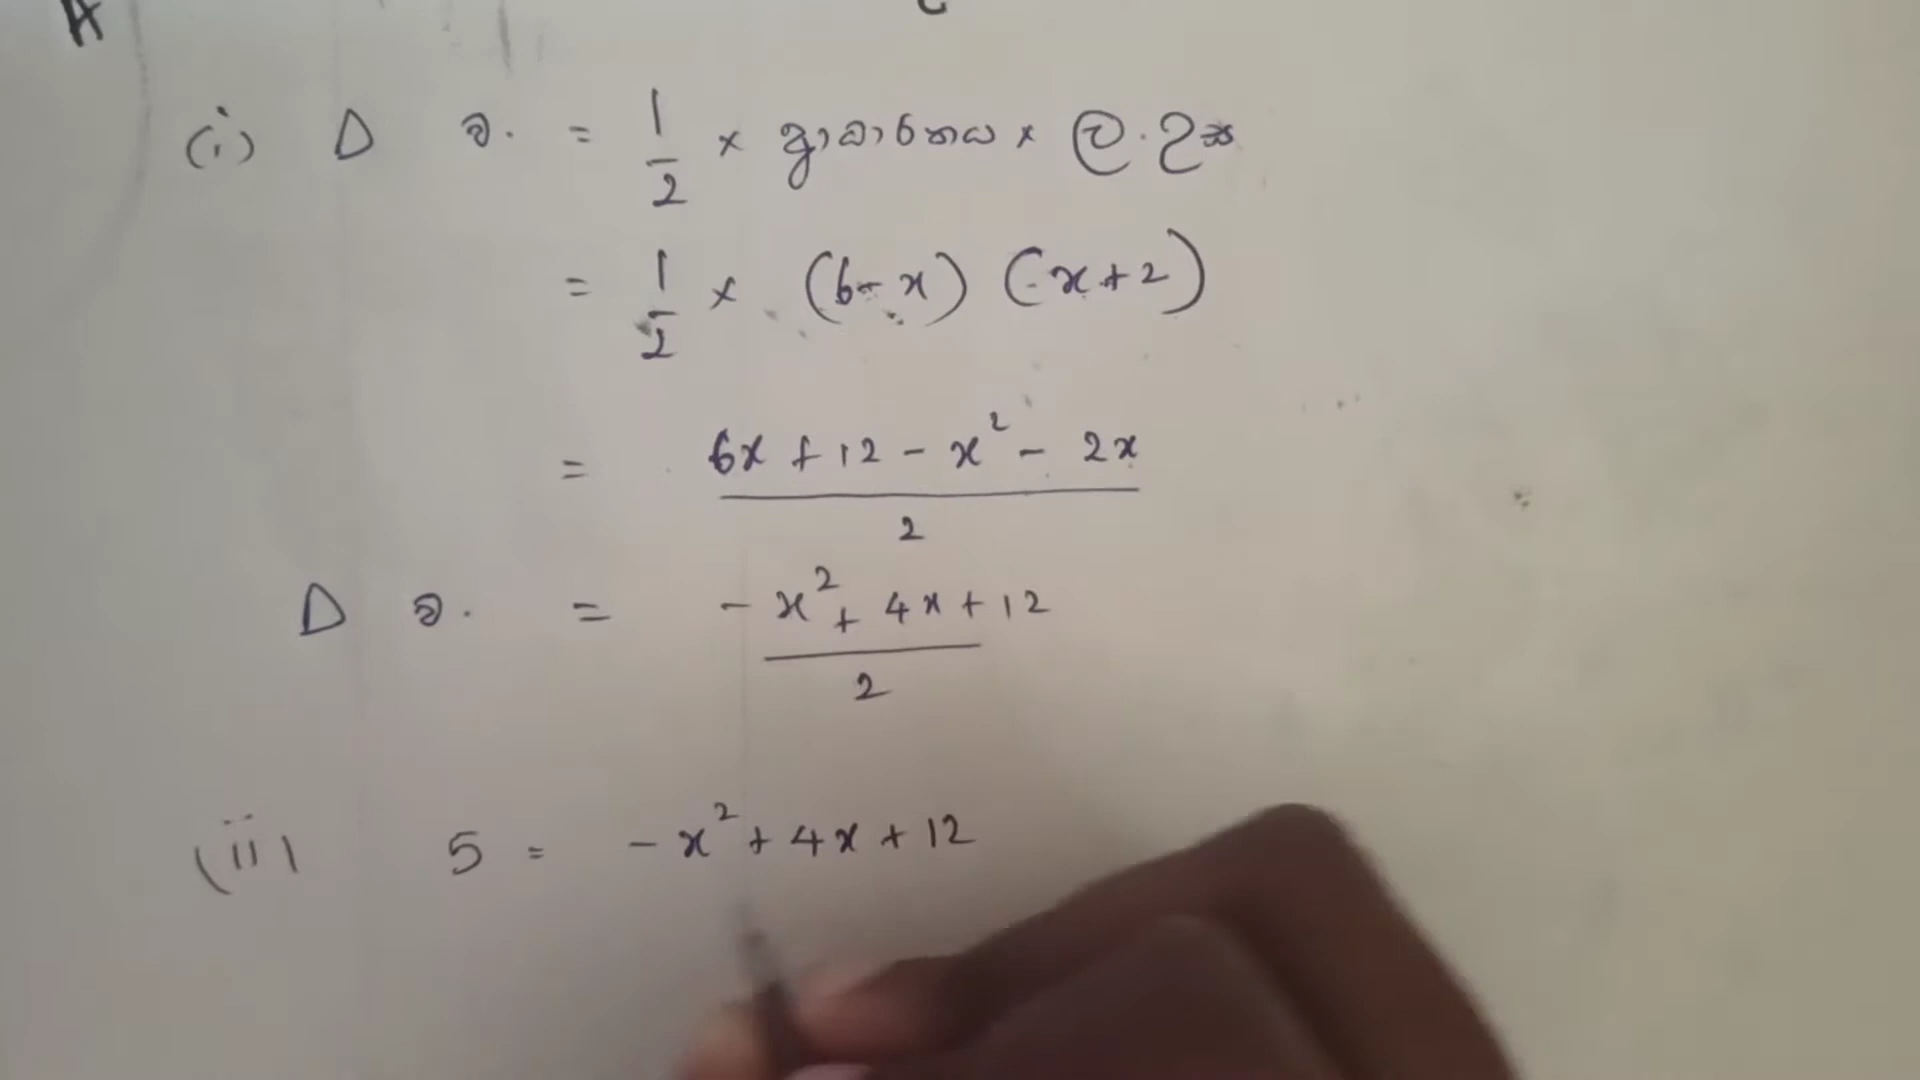 A
(i) Δ ව. = 1/2 × ආධාරකය × ල.උස
= 1/2 × (6-x) (x+2)
= 6x + 12 - x² - 2x / 2
Δ ව. = - x² + 4x + 12 / 2
(ii) 5 = - x² + 4x + 12